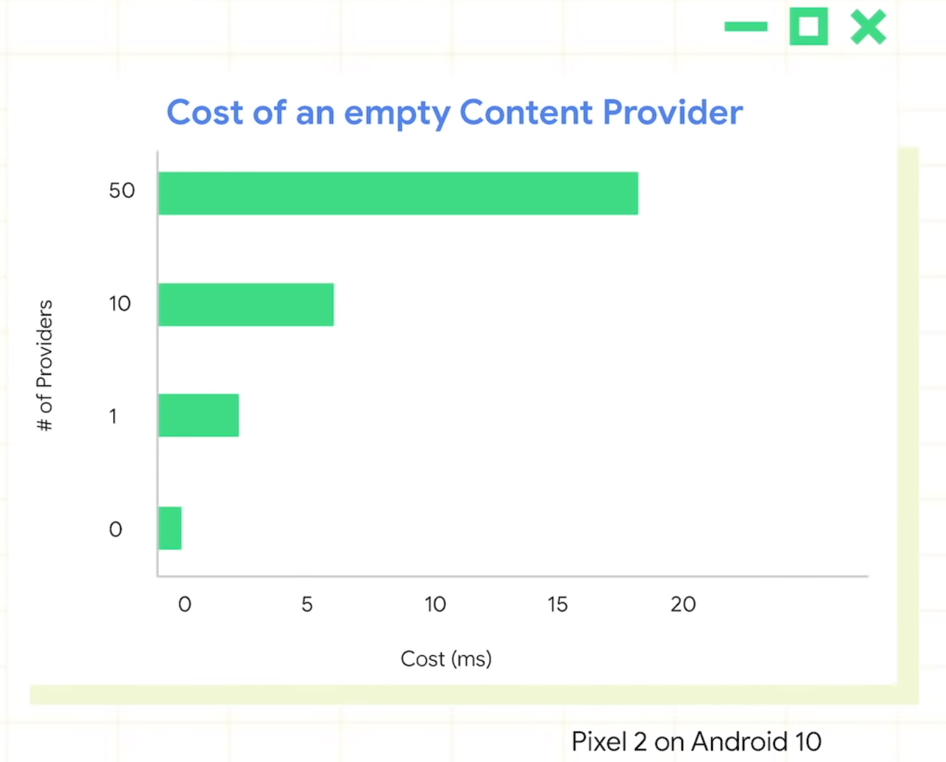 Cost of an empty Content Provider
50
10
1
0
# of Providers
0 5 10 15 20
Cost (ms)
Pixel 2 on Android 10